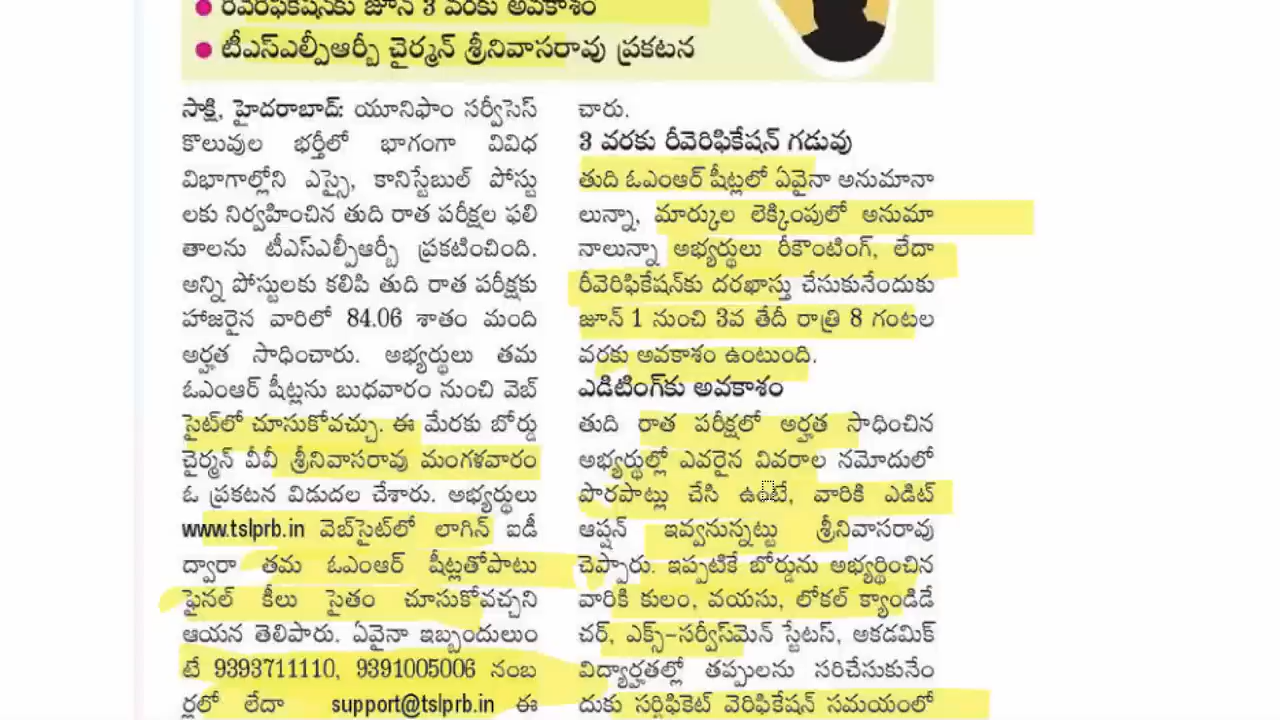 రీవెరిఫికేషన్‌కు జూన్ 3 వరకు అవకాశం
టీఎస్ఎల్పీఆర్బీ చైర్మన్ శ్రీనివాసరావు ప్రకటన
సాక్షి, హైదరాబాద్: యూనిఫాం సర్వీసెస్
కొలువుల భర్తీలో భాగంగా వివిధ
విభాగాల్లోని ఎస్సై, కానిస్టేబుల్ పోస్టు
లకు నిర్వహించిన తుది రాత పరీక్షల ఫలి
తాలను టీఎస్ఎల్పీఆర్బీ ప్రకటించింది.
అన్ని పోస్టులకు కలిపి తుది రాత పరీక్షకు
హాజరైన వారిలో 84.06 శాతం మంది
అర్హత సాధించారు. అభ్యర్థులు తమ
ఓఎంఆర్ షీట్లను బుధవారం నుంచి వెబ్
సైట్‌లో చూసుకోవచ్చు. ఈ మేరకు బోర్డు
చైర్మన్ వీవీ శ్రీనివాసరావు మంగళవారం
ఓ ప్రకటన విడుదల చేశారు. అభ్యర్థులు
www.tslprb.in వెబ్‌సైట్‌లో లాగిన్ ఐడీ
ద్వారా తమ ఓఎంఆర్ షీట్లతోపాటు
ఫైనల్ కీలు సైతం చూసుకోవచ్చని
ఆయన తెలిపారు. ఏవైనా ఇబ్బందులుం
టే 9393711110, 9391005006 నంబ
ర్లలో లేదా support@tslprb.in ఈ
చారు.
3 వరకు రీవెరిఫికేషన్ గడువు
తుది ఓఎంఆర్ షీట్లలో ఏవైనా అనుమానా
లున్నా, మార్కుల లెక్కింపులో అనుమా
నాలున్నా అభ్యర్థులు రీకౌంటింగ్, లేదా
రీవెరిఫికేషన్‌కు దరఖాస్తు చేసుకునేందుకు
జూన్ 1 నుంచి 3వ తేదీ రాత్రి 8 గంటల
వరకు అవకాశం ఉంటుంది.
ఎడిటింగ్‌కు అవకాశం
తుది రాత పరీక్షలో అర్హత సాధించిన
అభ్యర్థుల్లో ఎవరైన వివరాల నమోదులో
పొరపాట్లు చేసి ఉంటే, వారికి ఎడిట్
ఆప్షన్ ఇవ్వనున్నట్టు శ్రీనివాసరావు
చెప్పారు. ఇప్పటికే బోర్డును అభ్యర్థించిన
వారికి కులం, వయసు, లోకల్ క్యాండిడే
చర్, ఎక్స్–సర్వీస్‌మెన్ స్టేటస్, అకడమిక్
విద్యార్హతల్లో తప్పులను సరిచేసుకునేం
దుకు సర్టిఫికెట్ వెరిఫికేషన్ సమయంలో